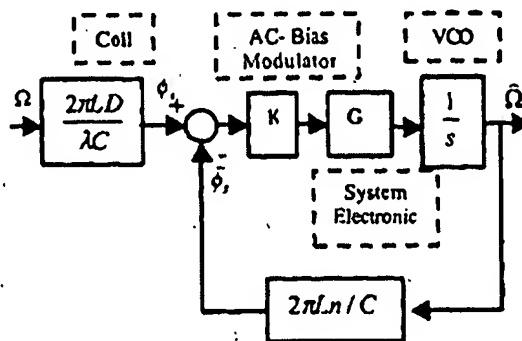 Coil
AC- Bias
Modulator
VCO
Ω
2πLD
λC
ϕs
+
K
G
1
s
Ω̂
-
ϕ̂s
System
Electronic
2πLn / C